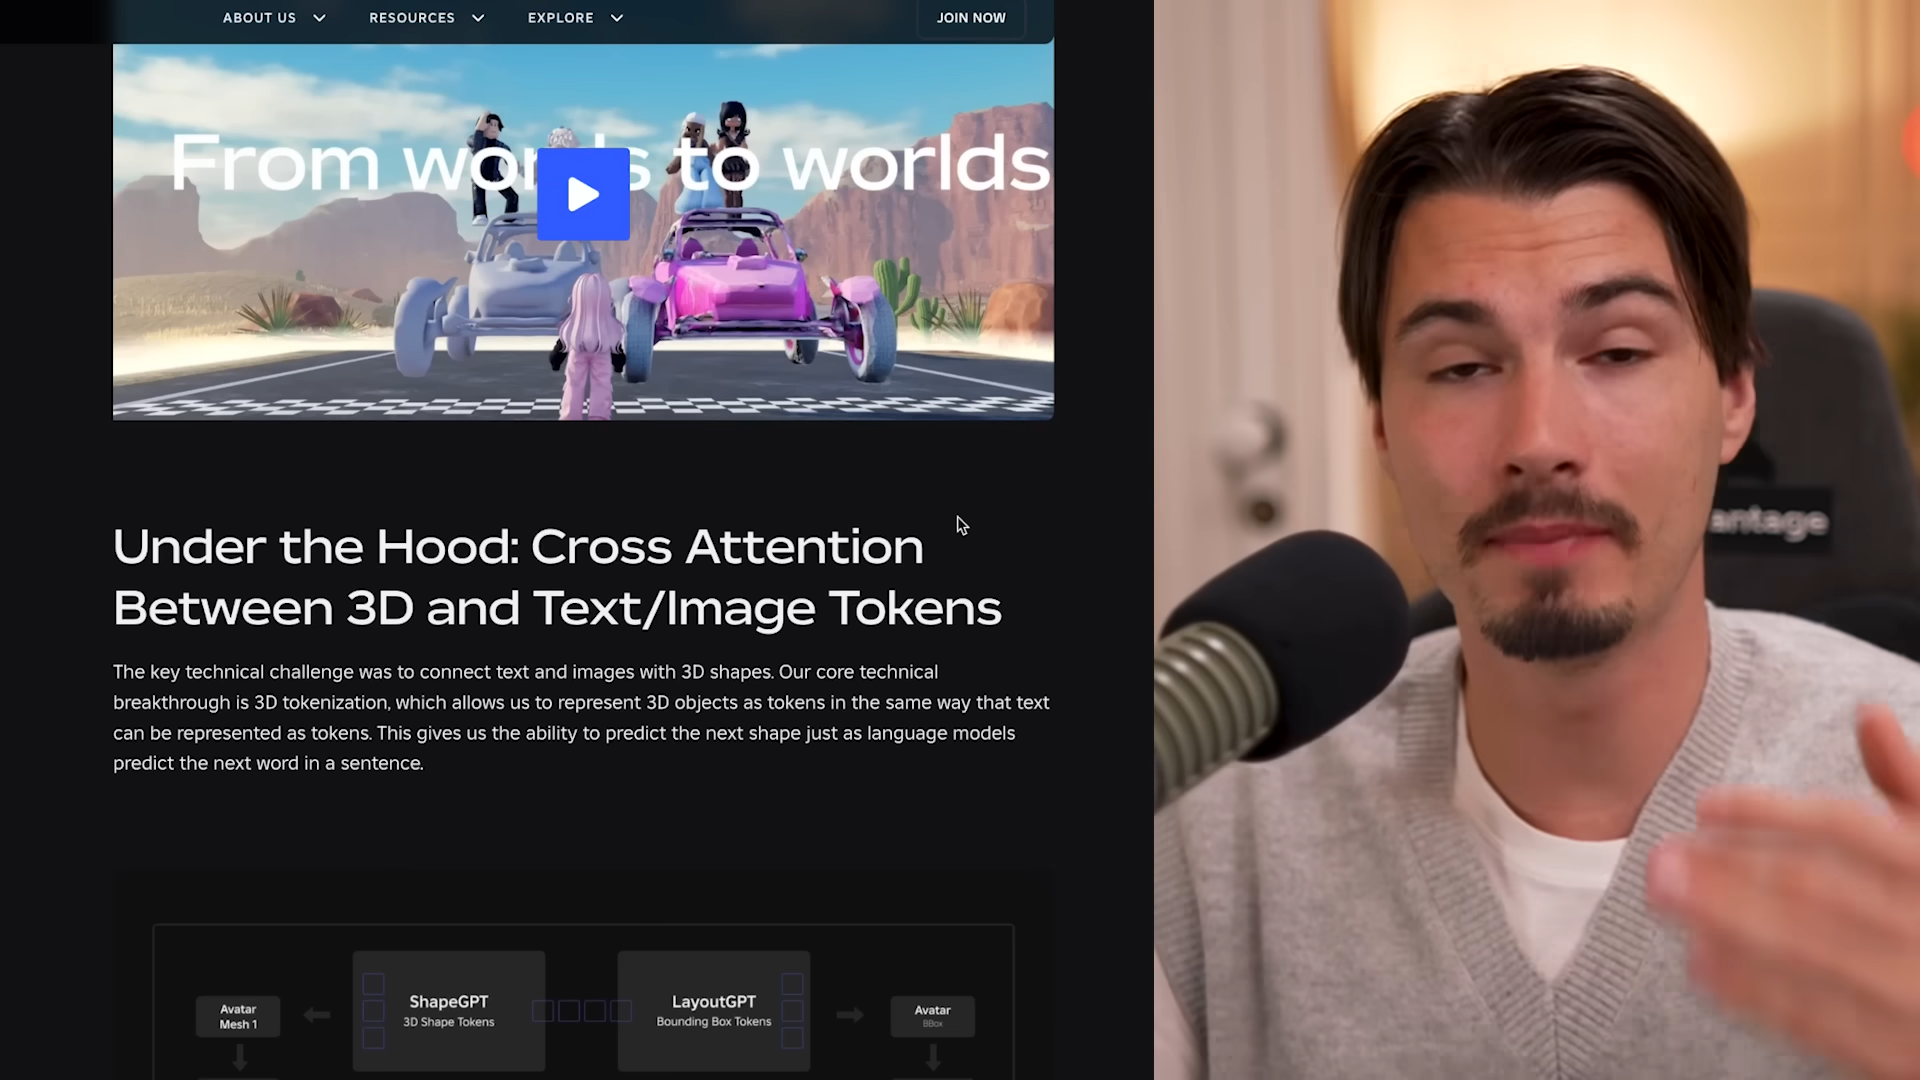 ABOUT US
RESOURCES
EXPLORE
JOIN NOW
From words to worlds
Under the Hood: Cross Attention
Between 3D and Text/Image Tokens
The key technical challenge was to connect text and images with 3D shapes. Our core technical
breakthrough is 3D tokenization, which allows us to represent 3D objects as tokens in the same way that text
can be represented as tokens. This gives us the ability to predict the next shape just as language models
predict the next word in a sentence.
Avatar
Mesh 1
ShapeGPT
3D Shape Tokens
LayoutGPT
Bounding Box Tokens
Avatar
BBox
antage